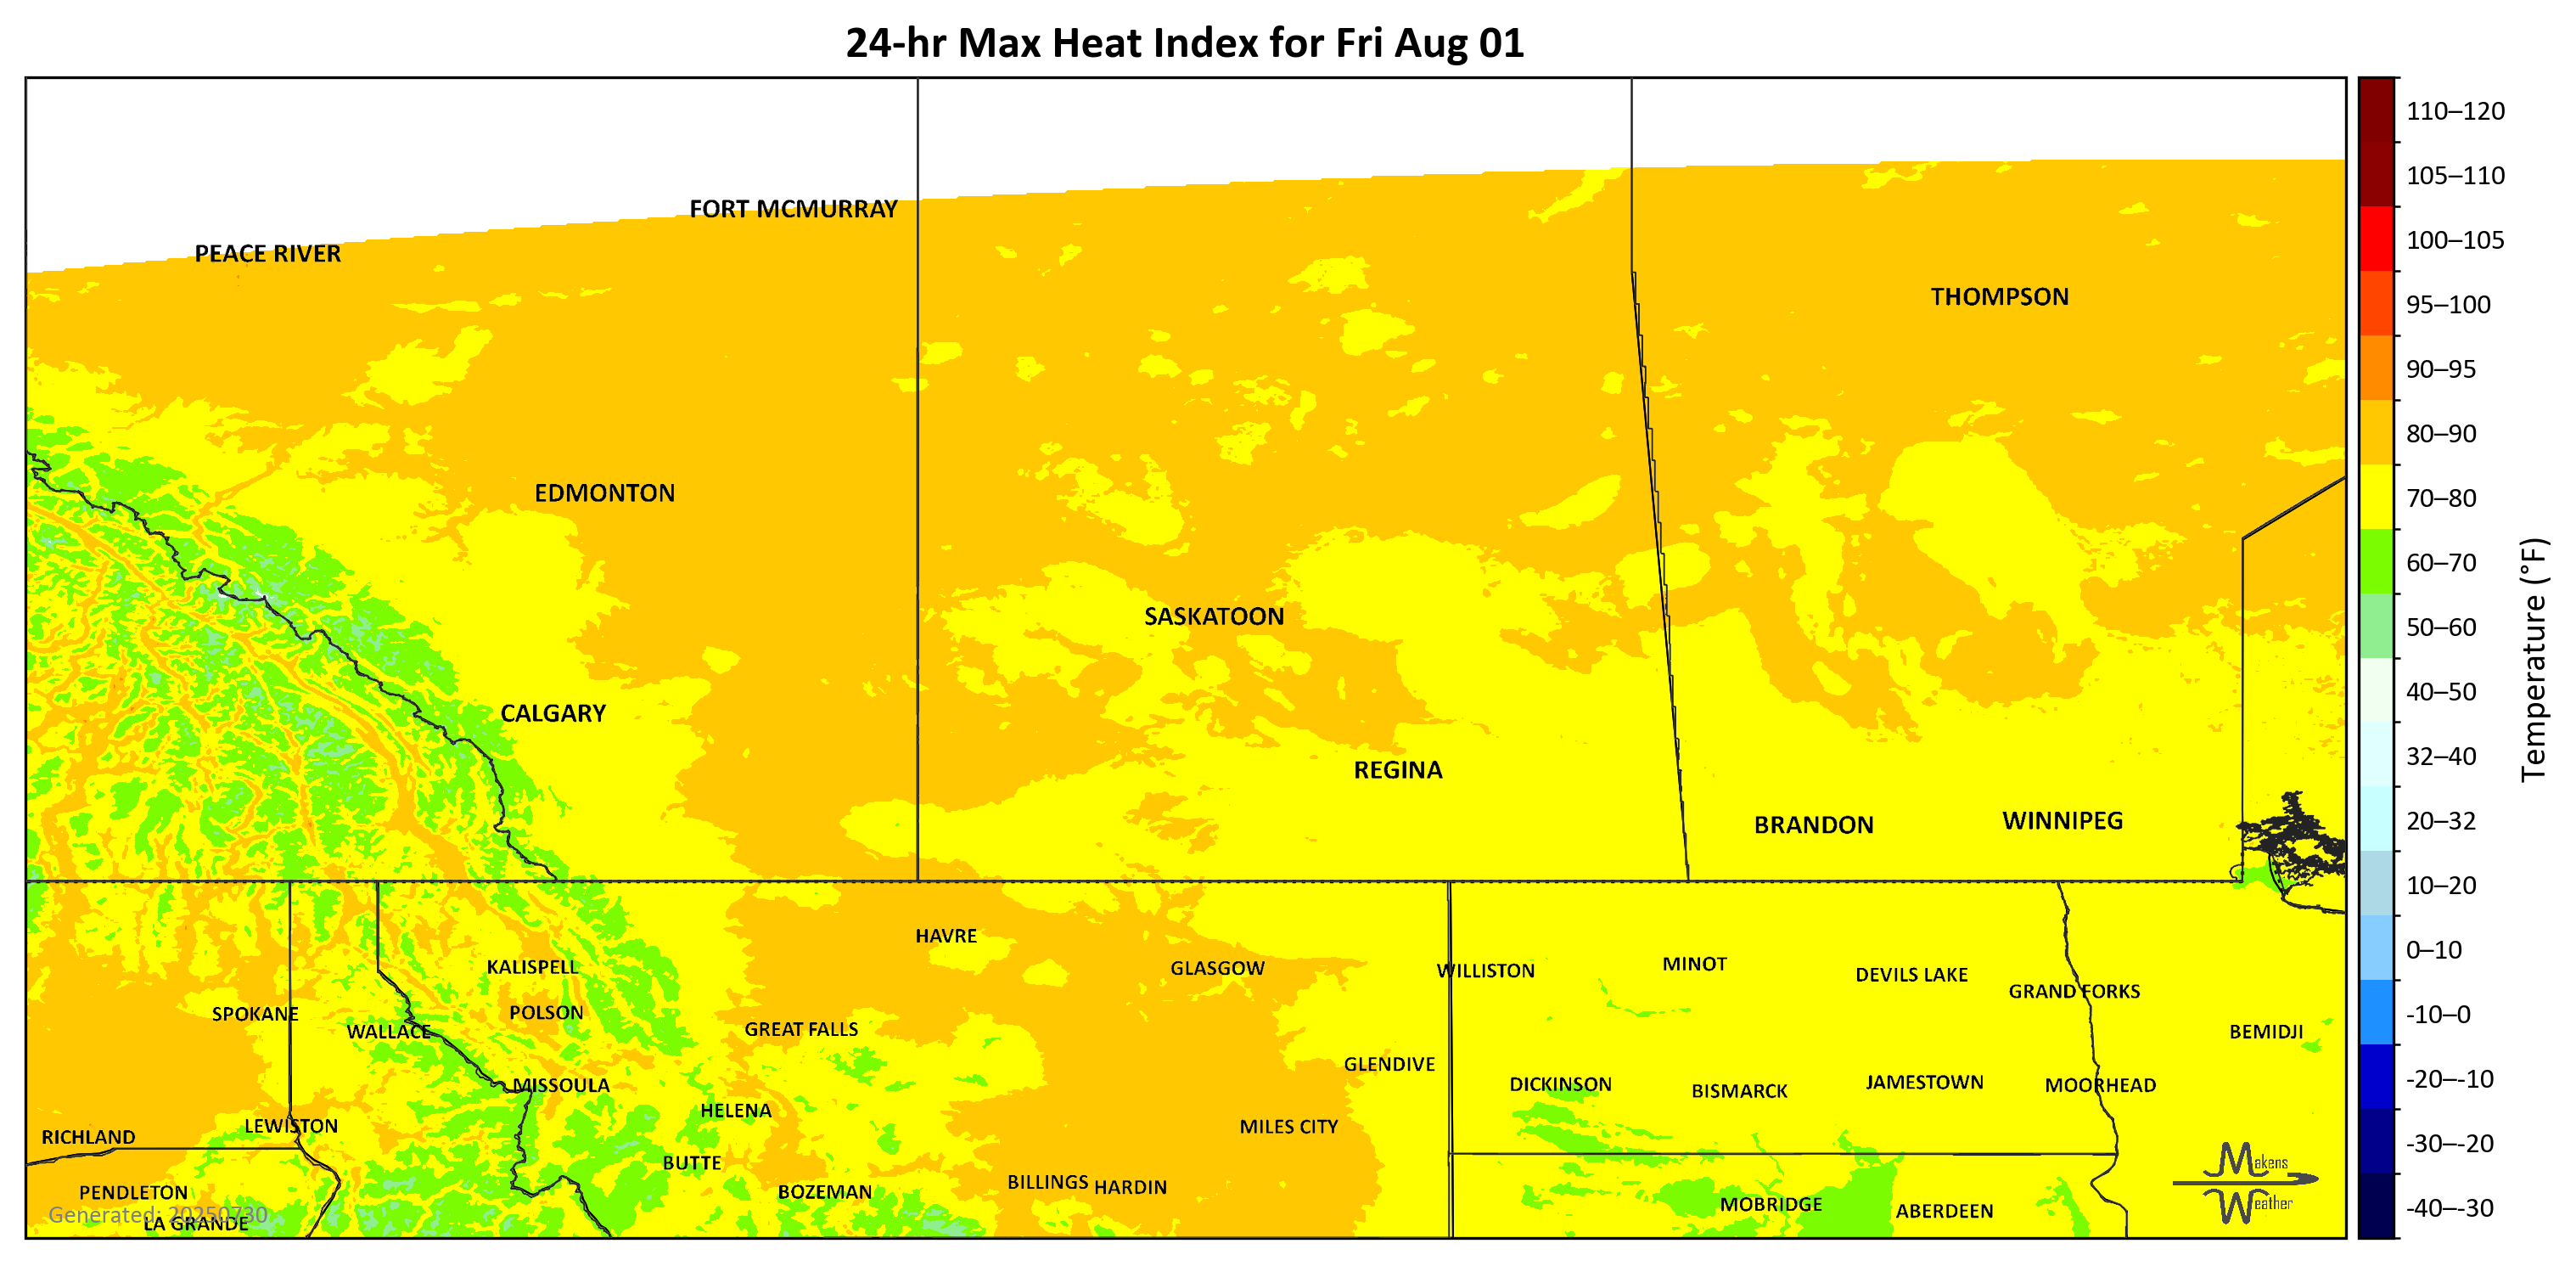 24-hr Max Heat Index for Fri Aug 01
110–120
105–110
FORT MCMURRAY
100–105
PEACE RIVER
THOMPSON
95–100
90–95
80–90
EDMONTON
70–80
60–70
SASKATOON
50–60
40–50
CALGARY
32–40
REGINA
Temperature (°F)
20–32
BRANDON
WINNIPEG
10–20
HAVRE
0–10
KALISPELL
GLASGOW
WILLISTON
MINOT
DEVILS LAKE
GRAND FORKS
SPOKANE
POLSON
-10–0
WALLACE
GREAT FALLS
BEMIDJI
GLENDIVE
-20–-10
MISSOULA
DICKINSON
BISMARCK
JAMESTOWN
MOORHEAD
HELENA
LEWISTON
MILES CITY
RICHLAND
-30–-20
BUTTE
Makens
Weather
PENDLETON
BOZEMAN
BILLINGS
HARDIN
MOBRIDGE
ABERDEEN
-40–-30
Generated: 20250730
LA GRANDE